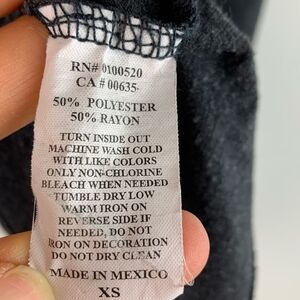 RN# 0100520
CA # 00635-
50% POLYESTER
50% RAYON
TURN INSIDE OUT
MACHINE WASH COLD
WITH LIKE COLORS
ONLY NON-CHLORINE
BLEACH WHEN NEEDED
TUMBLE DRY LOW
WARM IRON ON
REVERSE SIDE IF
NEEDED, DO NOT
IRON ON DECORATION
DO NOT DRY CLEAN
MADE IN MEXICO
XS